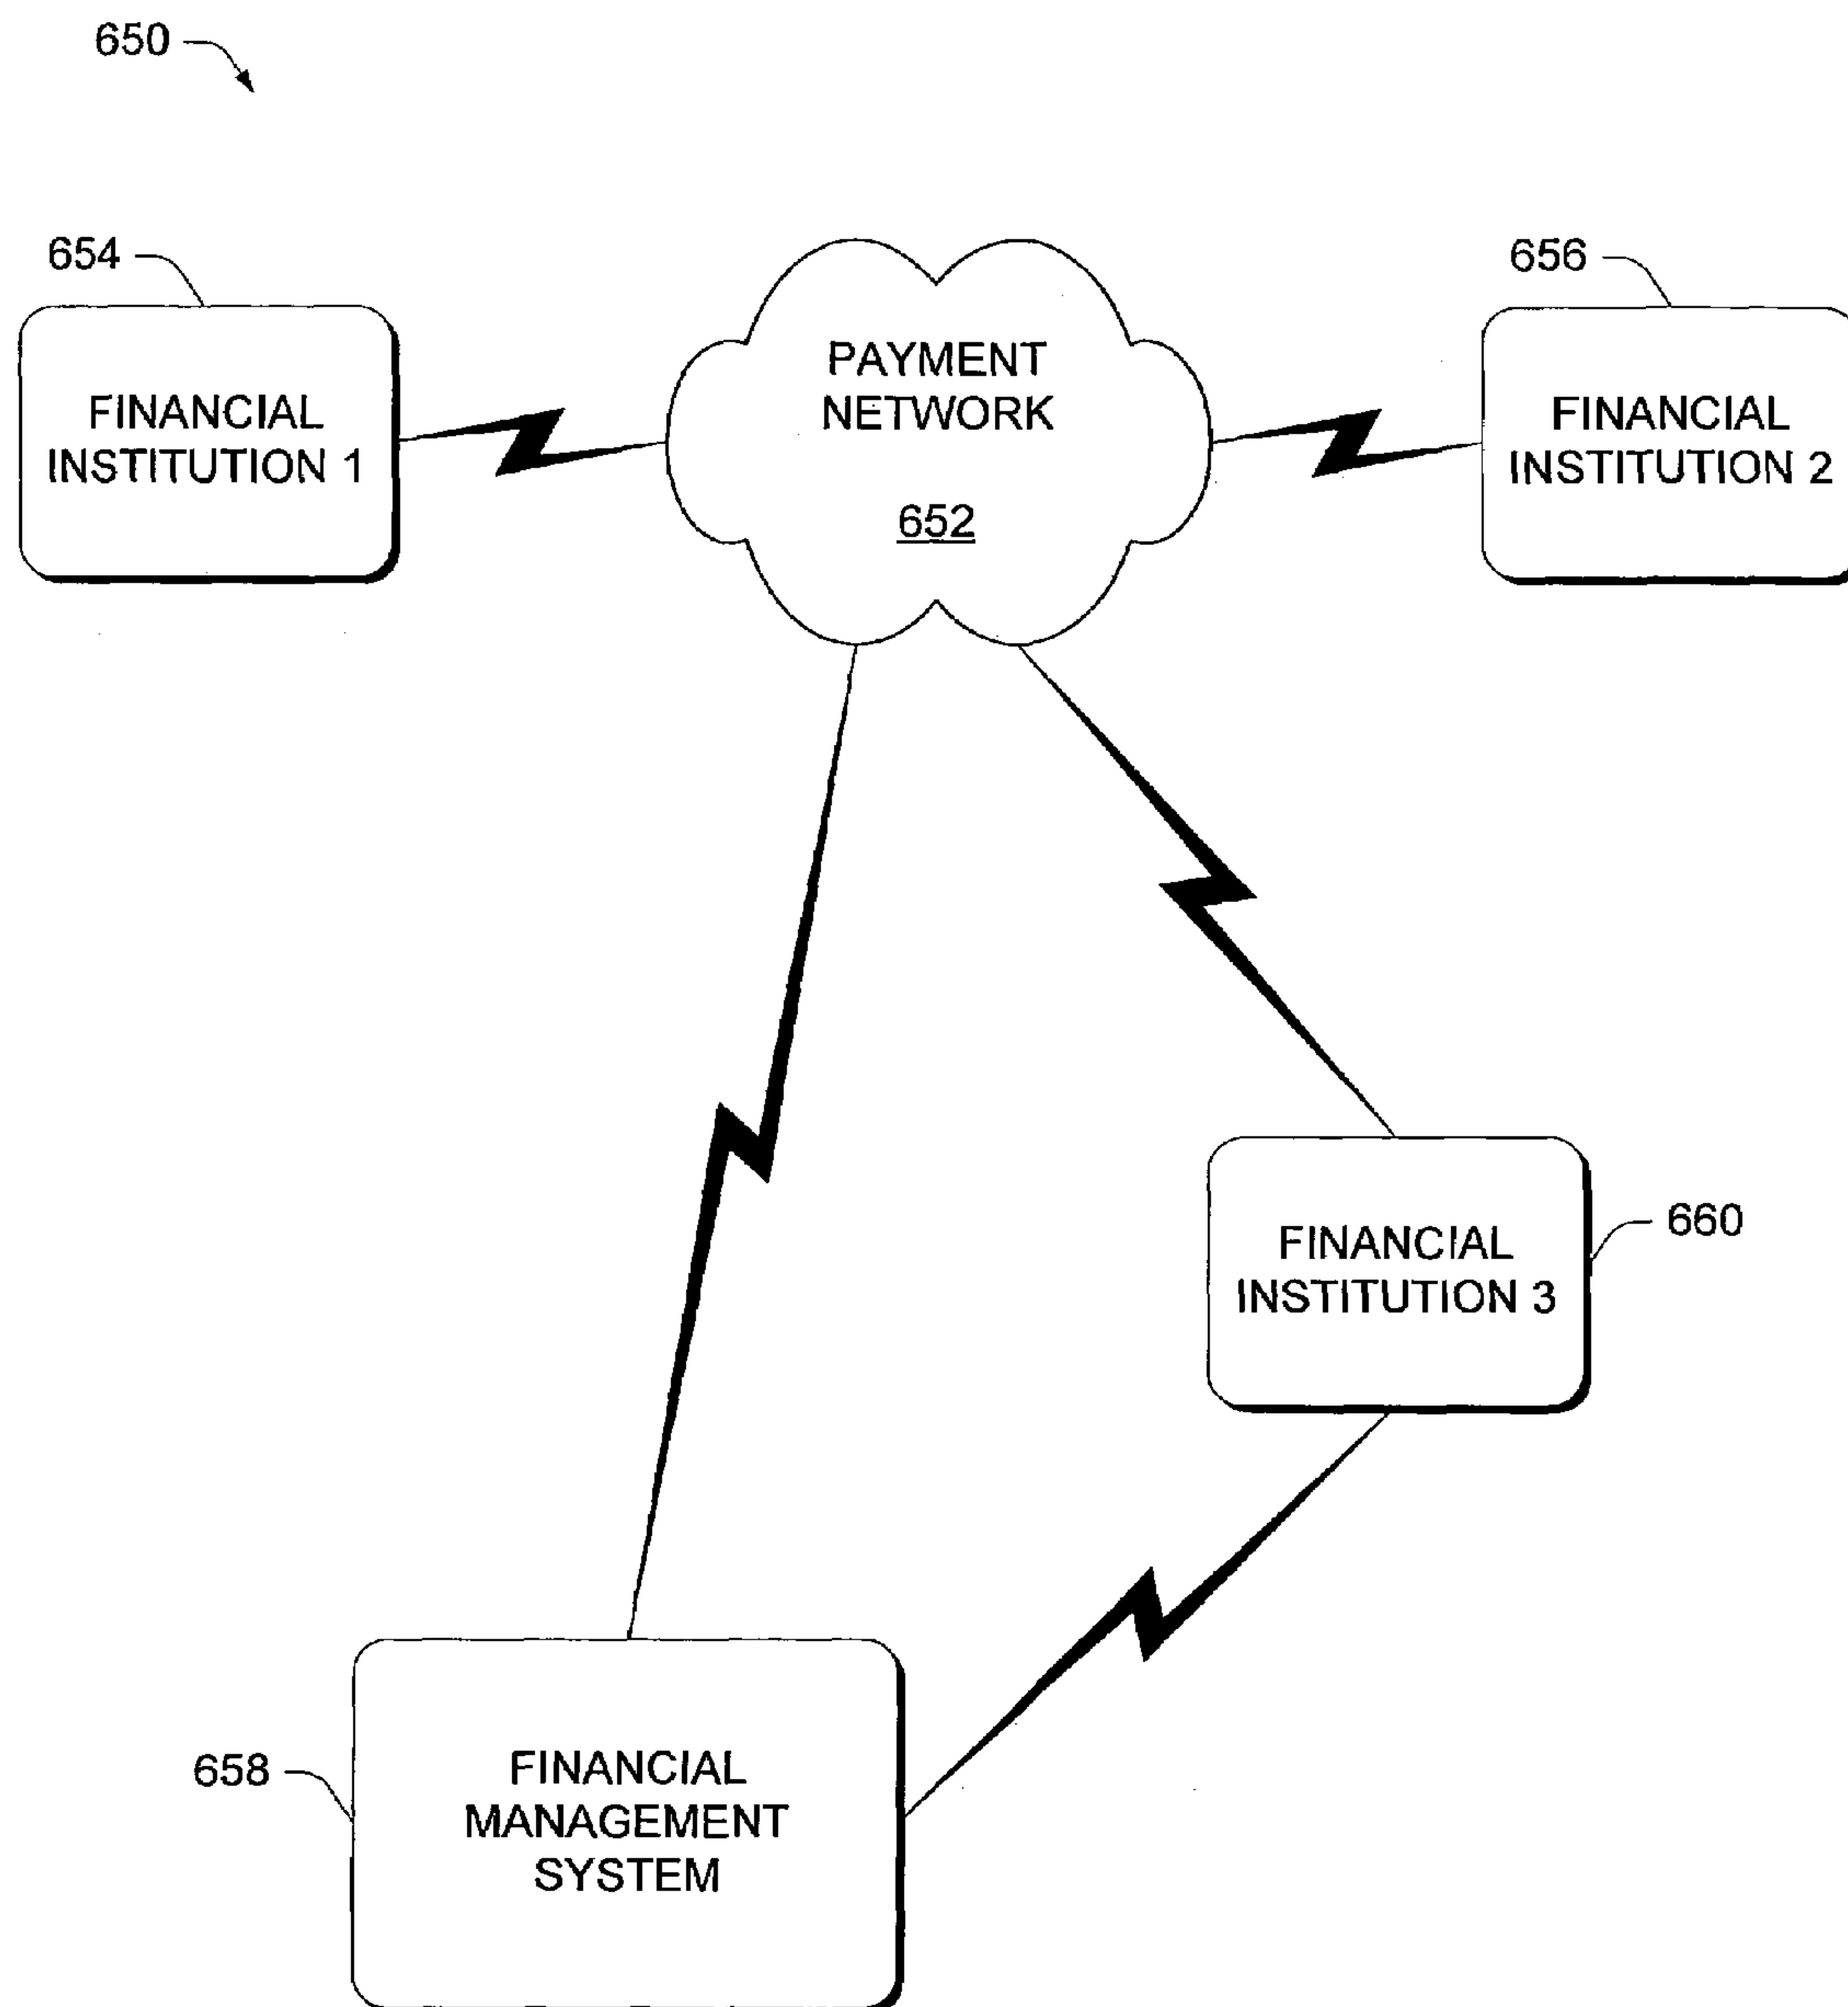 650
654
656
PAYMENT
NETWORK
652
FINANCIAL
INSTITUTION 1
FINANCIAL
INSTITUTION 2
660
FINANCIAL
INSTITUTION 3
658
FINANCIAL
MANAGEMENT
SYSTEM